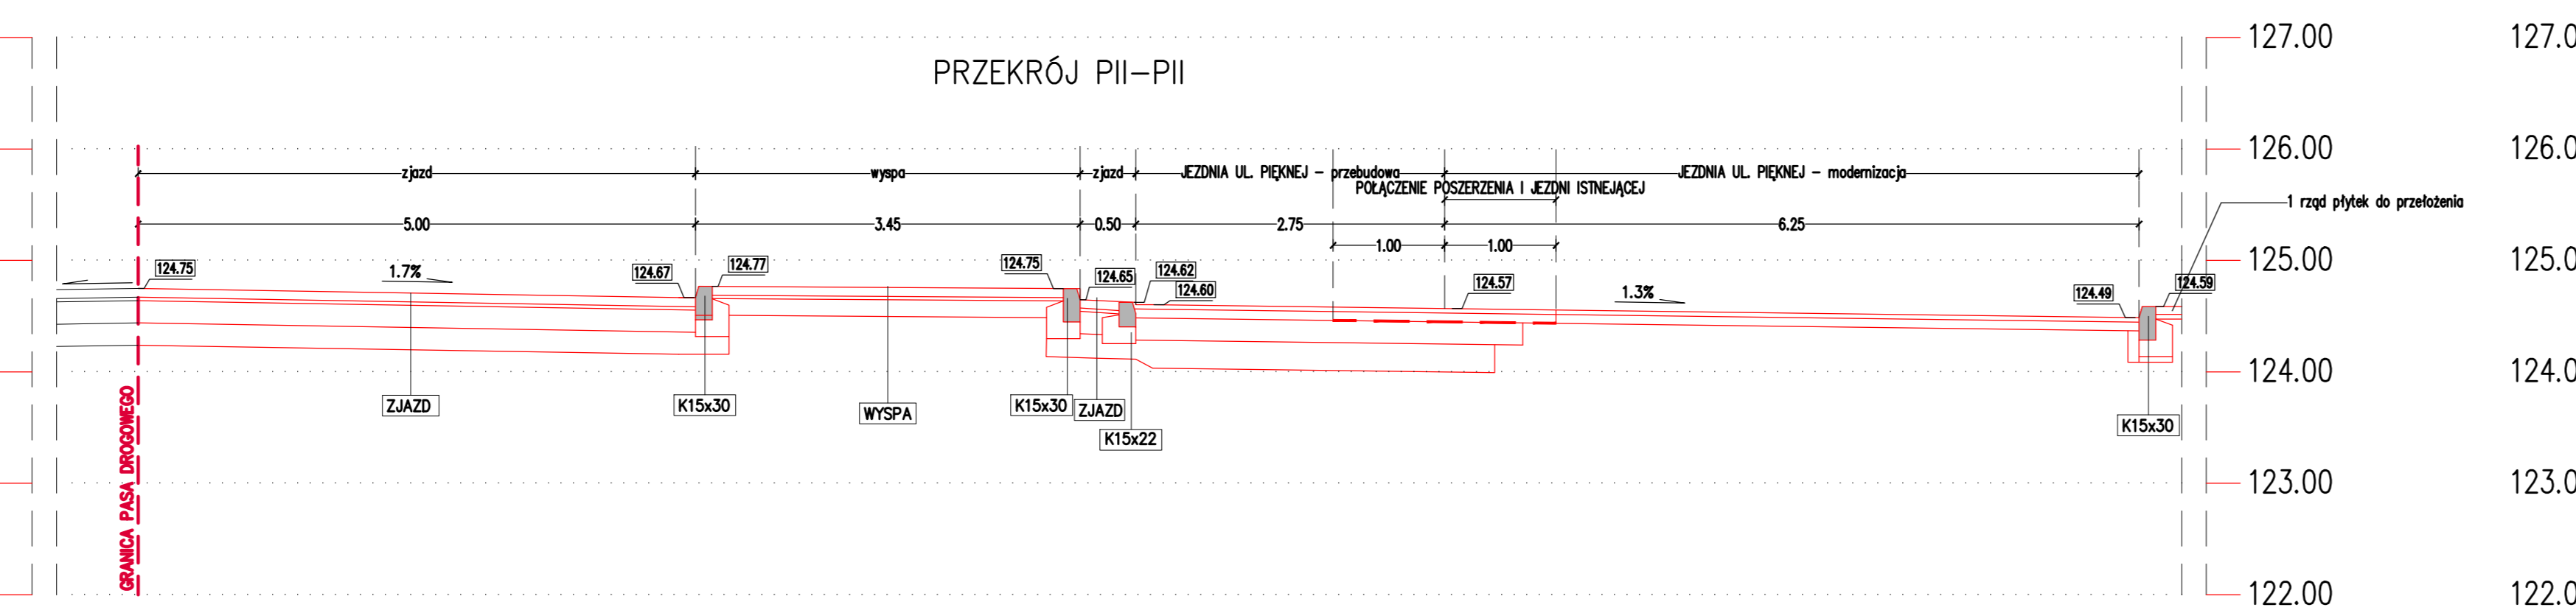 127.00
127.0
PRZEKRÓJ PII–PII
126.00
126.0
zjazd
wyspa
zjazd
JEZDNIA UL. PIĘKNEJ – przebudowa
JEZDNIA UL. PIĘKNEJ – modernizacja
POŁĄCZENIE POSZERZENIA I JEZDNI ISTNEJĄCEJ
1 rząd płytek do przełożenia
5.00
3.45
0.50
2.75
6.25
1.00
1.00
125.00
125.0
124.75
1.7%
124.67
124.77
124.75
124.65
124.62
124.60
124.57
1.3%
124.49
124.59
124.00
124.0
ZJAZD
K15x30
WYSPA
K15x30
ZJAZD
K15x22
K15x30
GRANICA PASA DROGOWEGO
123.00
123.0
122.00
122.0